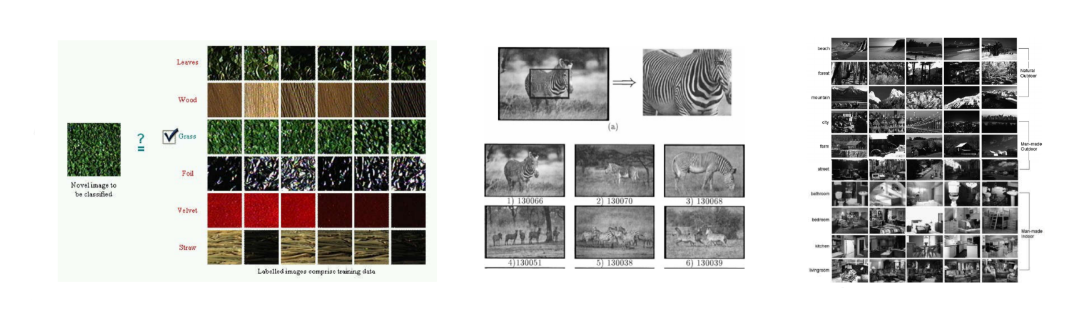 Leaves
Wood
?
=
Grass
Novel image to
be classified
Foil
Velvet
Straw
Labelled images comprise training data
(a)
1) 130066
2) 130070
3) 130068
4)130051
5) 130038
6) 130039
beach
forest
mountain
Natural
Outdoor
city
farm
street
Man-made
Outdoor
bathroom
bedroom
kitchen
livingroom
Man-made
Indoor